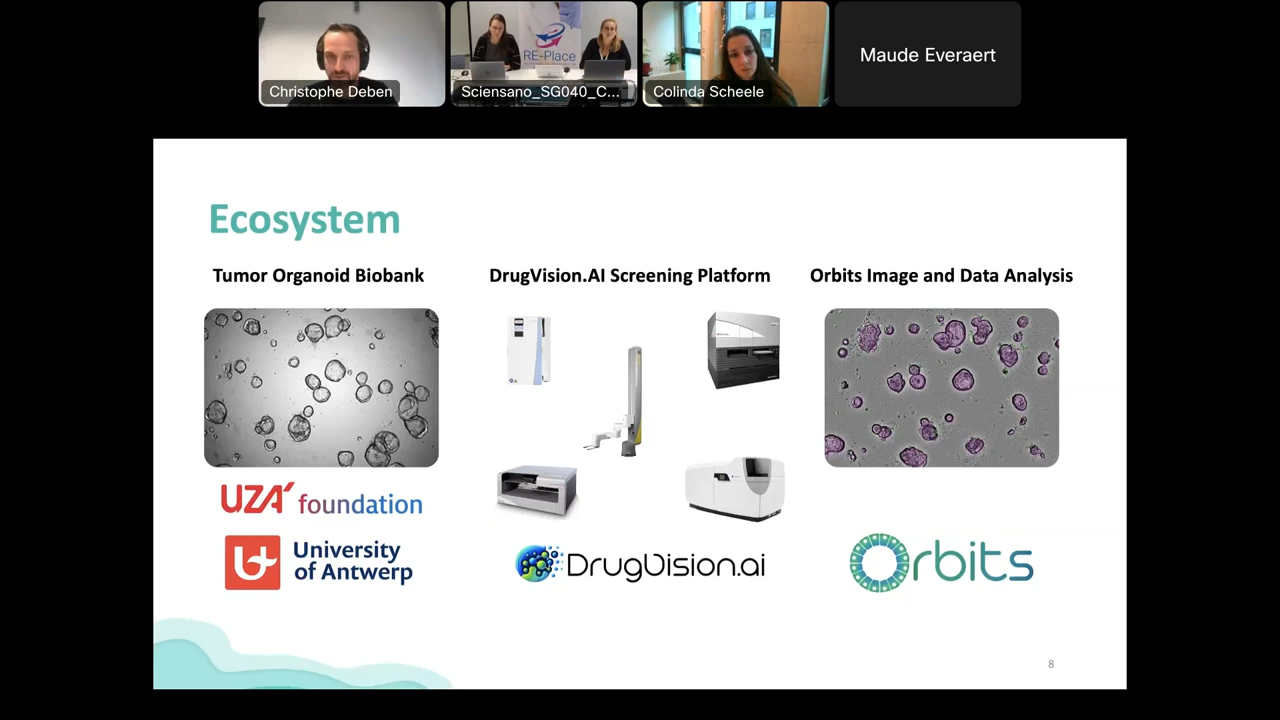 Christophe Deben
RE-Place
Sciensano_SG040_C...
Colinda Scheele
Maude Everaert
Ecosystem
Tumor Organoid Biobank
DrugVision.AI Screening Platform
Orbits Image and Data Analysis
UZA' foundation
University
of Antwerp
DrugVision.ai
Orbits
8